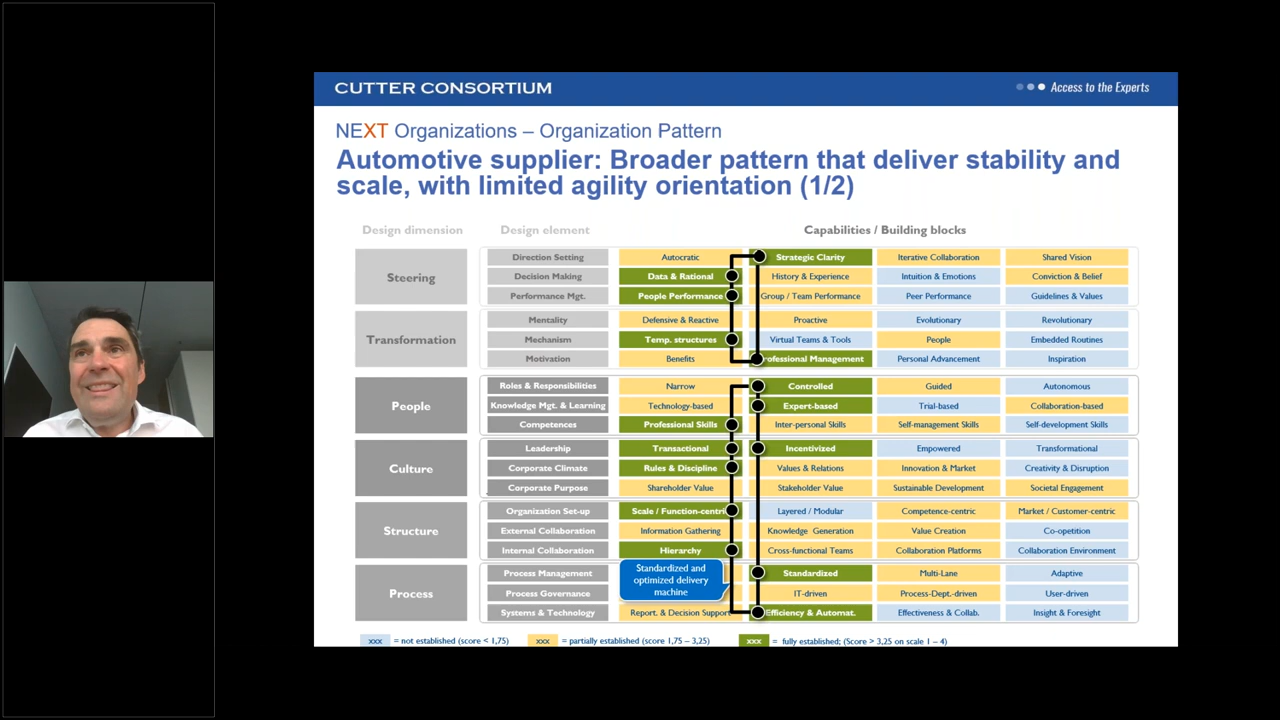 CUTTER CONSORTIUM
Access to the Experts
NEXT Organizations – Organization Pattern
Automotive supplier: Broader pattern that deliver stability and
scale, with limited agility orientation (1/2)
Design dimension Design element Capabilities / Building blocks
Steering
Direction Setting Autocratic Strategic Clarity Iterative Collaboration Shared Vision
Decision Making Data & Rational History & Experience Intuition & Emotions Conviction & Belief
Performance Mgt. People Performance Group / Team Performance Peer Performance Guidelines & Values
Transformation
Mentality Defensive & Reactive Proactive Evolutionary Revolutionary
Mechanism Temp. structures Virtual Teams & Tools People Embedded Routines
Motivation Benefits rofessional Management Personal Advancement Inspiration
People
Roles & Responsibilities Narrow Controlled Guided Autonomous
Knowledge Mgt. & Learning Technology-based Expert-based Trial-based Collaboration-based
Competences Professional Skills Inter-personal Skills Self-management Skills Self-development Skills
Culture
Leadership Transactional Incentivized Empowered Transformational
Corporate Climate Rules & Discipline Values & Relations Innovation & Market Creativity & Disruption
Corporate Purpose Shareholder Value Stakeholder Value Sustainable Development Societal Engagement
Structure
Organization Set-up Scale / Function-centri Layered / Modular Competence-centric Market / Customer-centric
External Collaboration Information Gathering Knowledge Generation Value Creation Co-opetition
Internal Collaboration Hierarchy Cross-functional Teams Collaboration Platforms Collaboration Environment
Process
Process Management Standardized Multi-Lane Adaptive
Process Governance IT-driven Process-Dept.-driven User-driven
Systems & Technology Report. & Decision Support Efficiency & Automat. Effectiveness & Collab. Insight & Foresight
Standardized and
optimized delivery
machine
xxx = not established (score < 1,75) xxx = partially established (score 1,75 – 3,25) xxx = fully established; (Score > 3,25 on scale 1 – 4)